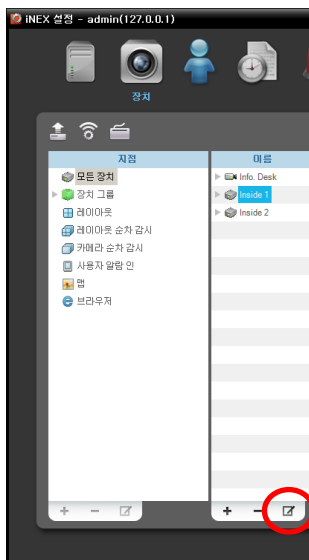 iNEX 설정 - admin(127.0.0.1)
장치
지점
이름
모든 장치
Info. Desk
장치 그룹
Inside 1
레이아웃
Inside 2
레이아웃 순차 감시
카메라 순차 감시
사용자 알람 인
맵
브라우저